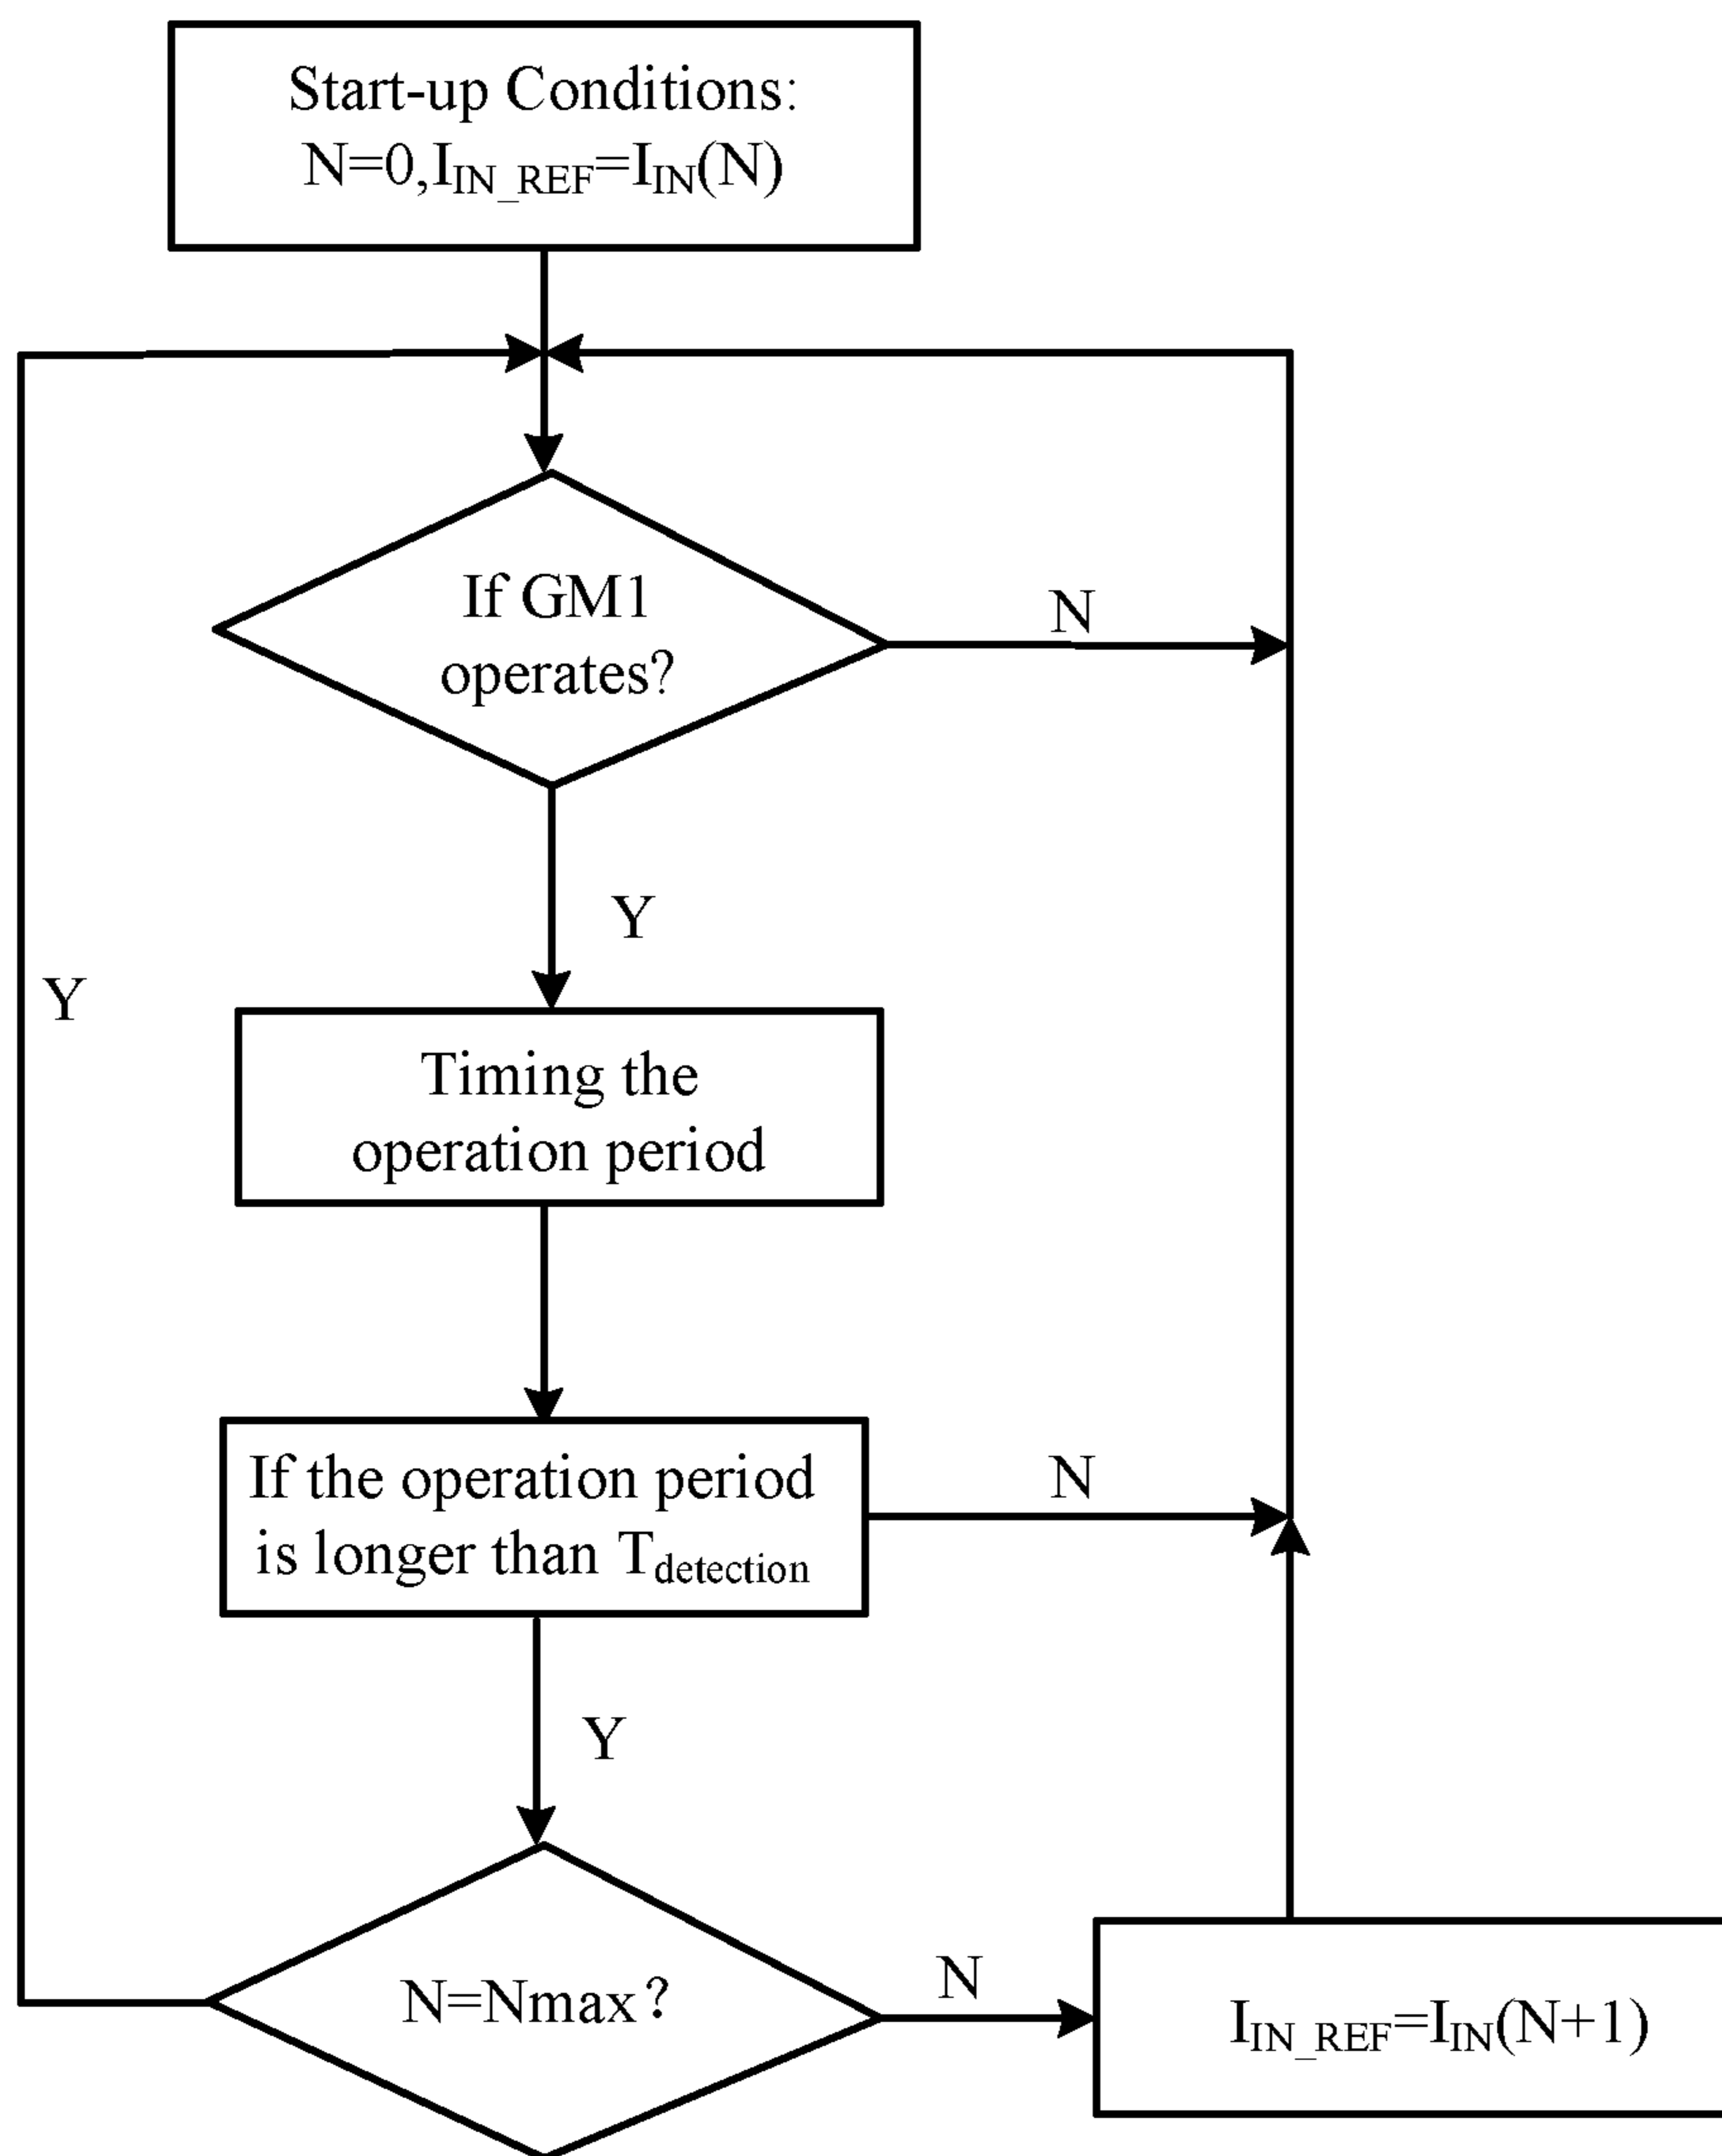 Start-up Conditions:
N=0,I_IN_REF=I_IN(N)
If GM1
operates?
N
Y
Y
Timing the
operation period
If the operation period
is longer than T_detection
N
Y
N=Nmax?
N
I_IN_REF=I_IN(N+1)